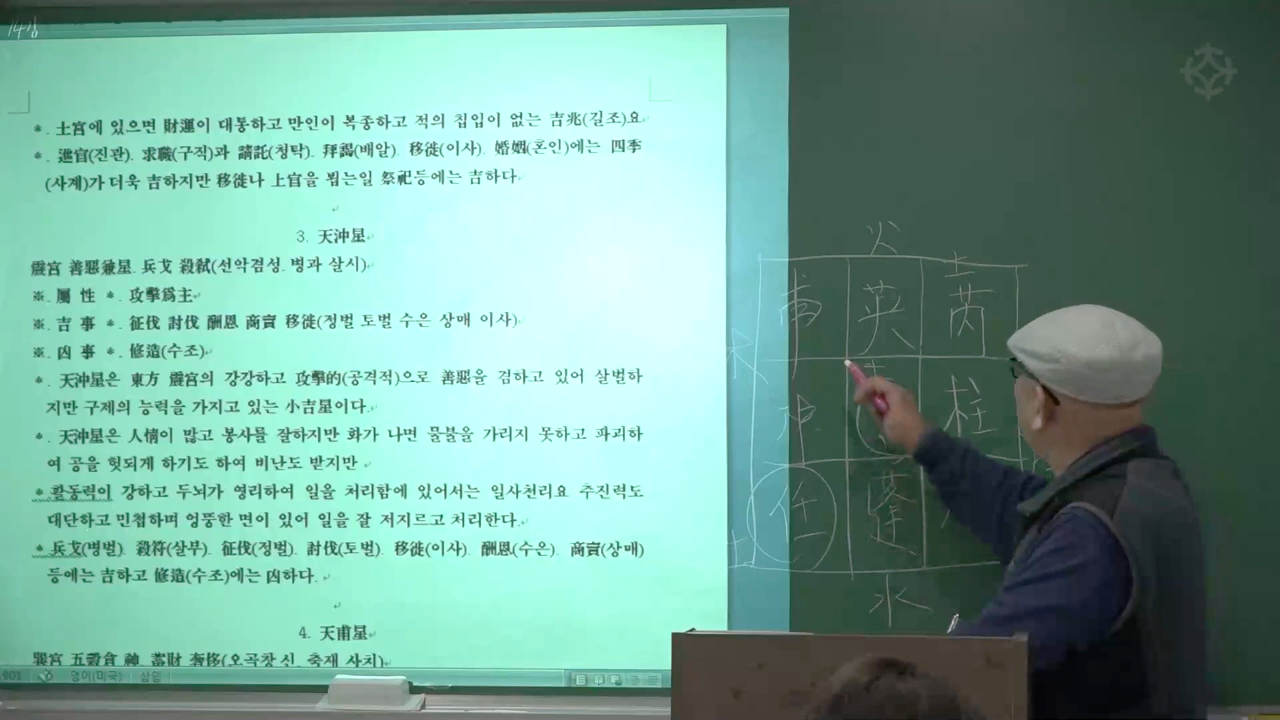 14강
*. 土宮에 있으면 財運이 대통하고 만인이 복종하고 적의 침입이 없는 吉兆(길조)요
*. 進官(진관). 求職(구직)과 請託(청탁). 拜謁(배알). 移徙(이사). 婚姻(혼인)에는 四季
(사계)가 더욱 吉하지만 移徙나 上官을 뵙는일 祭祀등에는 吉하다.
3. 天沖星
震宮 善惡兼星. 兵戈 殺弑(선악겸성. 병과 살시)
※. 屬性 *. 攻擊爲主
※. 吉事 *. 征伐 討伐 酬恩 商賣 移徙(정벌 토벌 수은 상매 이사)
※. 凶事 *. 修造(수조)
*. 天沖星은 東方 震宮의 강강하고 攻擊的(공격적)으로 善惡을 겸하고 있어 살벌하
지만 구제의 능력을 가지고 있는 小吉星이다.
*. 天沖星은 人情이 많고 봉사를 잘하지만 화가 나면 물불을 가리지 못하고 파괴하
여 공을 헛되게 하기도 하여 비난도 받지만
*.활동력이 강하고 두뇌가 영리하여 일을 처리함에 있어서는 일사천리요 추진력도
대단하고 민첩하며 엉뚱한 면이 있어 일을 잘 저지르고 처리한다.
*.兵戈(병벌). 殺符(살부). 征伐(정벌). 討伐(토벌). 移徙(이사). 酬恩(수은). 商賣(상매)
등에는 吉하고 修造(수조)에는 凶하다.
4. 天甫星
巽宮 五穀倉 神. 蓄財 奢侈(오곡창 신. 축재 사치)
영어(미국) 삽입
火
土
甫 英 芮
木
沖 柱
任 蓬
土
水